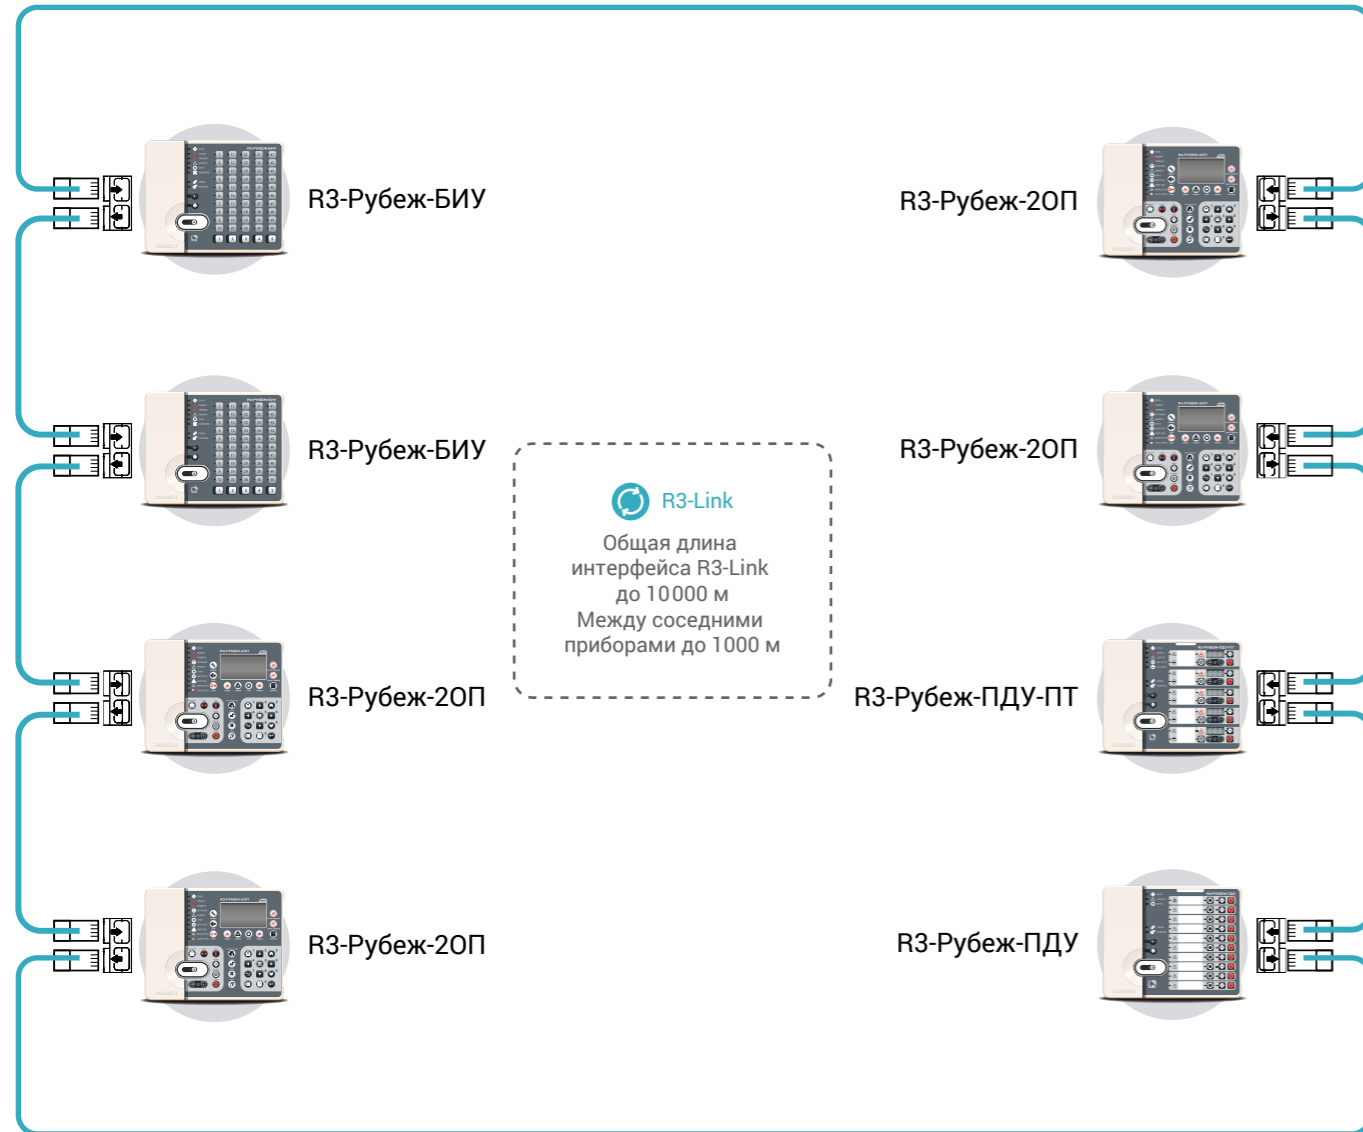 R3-Рубеж-БИУ
R3-Рубеж-2ОП
R3-Рубеж-БИУ
R3-Рубеж-2ОП
R3-Link
Общая длина
интерфейса R3-Link
до 10 000 м
Между соседними
приборами до 1000 м
R3-Рубеж-2ОП
R3-Рубеж-ПДУ-ПТ
R3-Рубеж-2ОП
R3-Рубеж-ПДУ